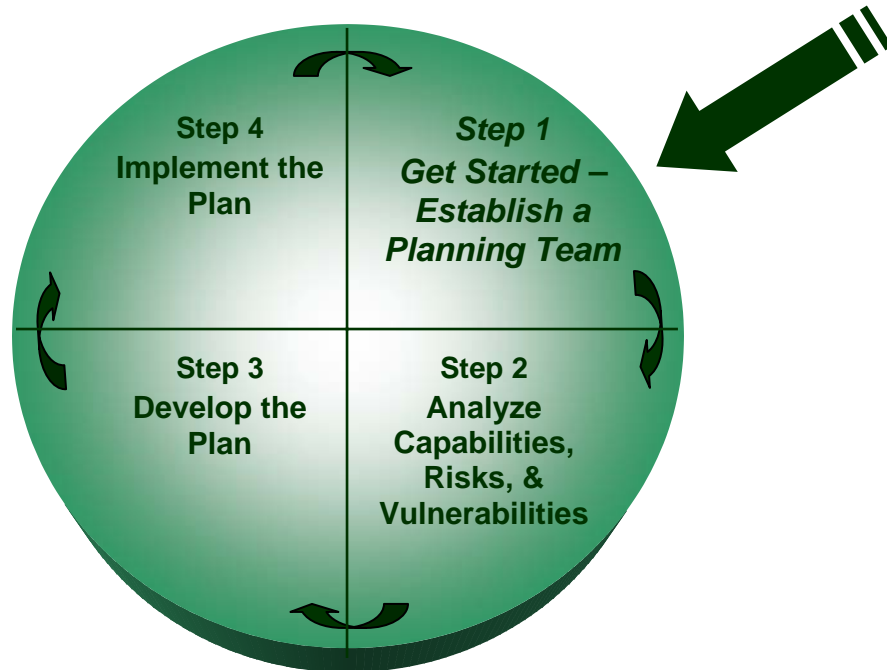 Step 1
Get Started –
Establish a
Planning Team
Step 2
Analyze
Capabilities,
Risks, &
Vulnerabilities
Step 3
Develop the
Plan
Step 4
Implement the
Plan